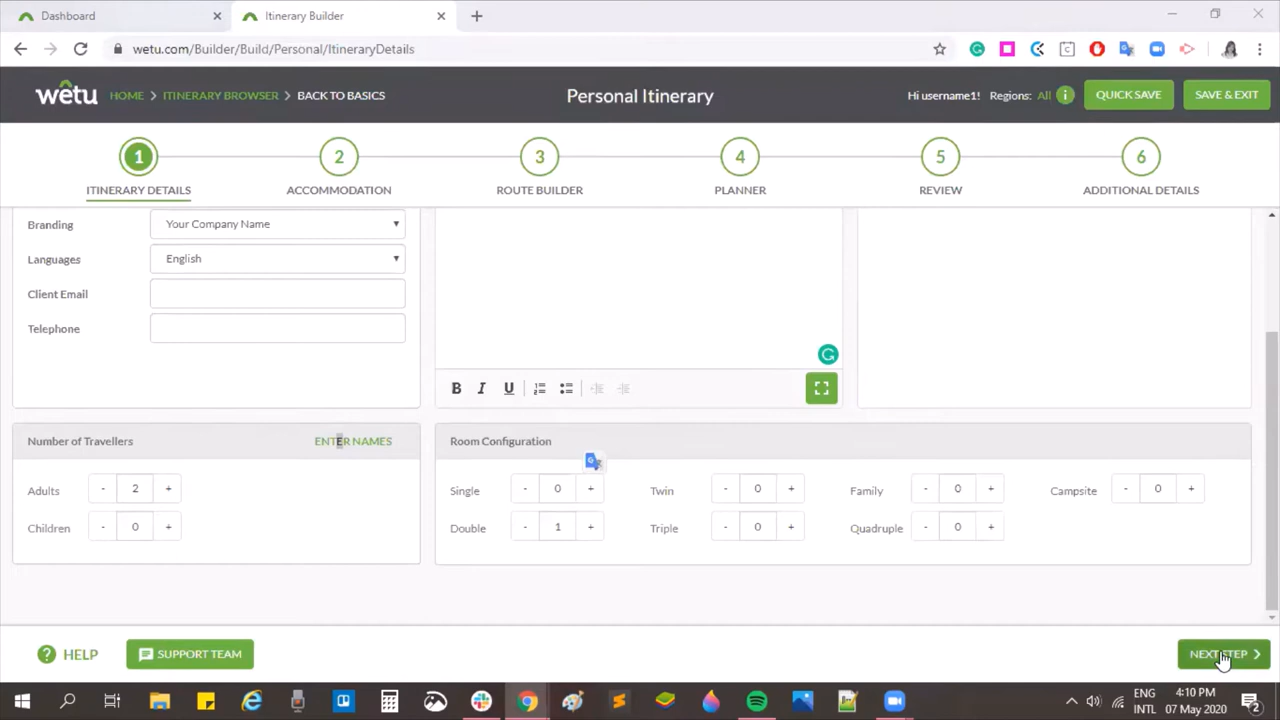 Dashboard
Itinerary Builder
wetu.com/Builder/Build/Personal/ItineraryDetails
wetu
HOME > ITINERARY BROWSER > BACK TO BASICS
Personal Itinerary
Hi username1! Regions: All i
QUICK SAVE
SAVE & EXIT
1 2 3 4 5 6
ITINERARY DETAILS
ACCOMMODATION
ROUTE BUILDER
PLANNER
REVIEW
ADDITIONAL DETAILS
Branding Your Company Name
Languages English
Client Email
Telephone
B I U
Number of Travellers ENTER NAMES
Room Configuration
Adults - 2 +
Single - 0 + Twin - 0 + Family - 0 + Campsite - 0 +
Children - 0 +
Double - 1 + Triple - 0 + Quadruple - 0 +
? HELP
SUPPORT TEAM
NEXT STEP >
ENG
INTL
4:10 PM
07 May 2020
2